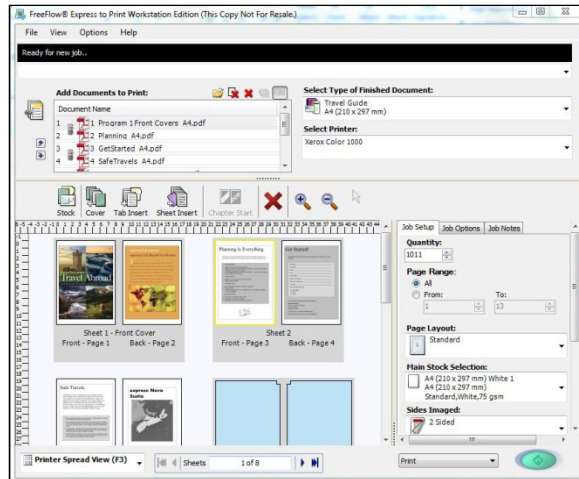 FreeFlow® Express to Print Workstation Edition (This Copy Not For Resale.)
File View Options Help
Ready for new job..
Add Documents to Print:
Document Name
1 1 Program 1 Front Covers A4.pdf
2 2 Planning A4.pdf
3 3 GetStarted A4.pdf
4 4 SafeTravels A4.pdf
Select Type of Finished Document:
Travel Guide
A4 (210 x 297 mm)
Select Printer:
Xerox Color 1000
Stock Cover Tab Insert Sheet Insert Chapter Start
Travel Abroad
Planning is Everything
Get Started!
Sheet 1 - Front Cover
Front - Page 1 Back - Page 2
Sheet 2
Front - Page 3 Back - Page 4
Safe Travels
express Nova
Scotia
Job Setup Job Options Job Notes
Quantity:
1011
Page Range:
All
From: To:
1 13
Page Layout:
Standard
Main Stock Selection:
A4 (210 x 297 mm) White 1
A4 (210 x 297 mm)
Standard,White,75 gsm
Sides Imaged:
2 Sided
Printer Spread View (F3)
Sheets 1 of 8
Print